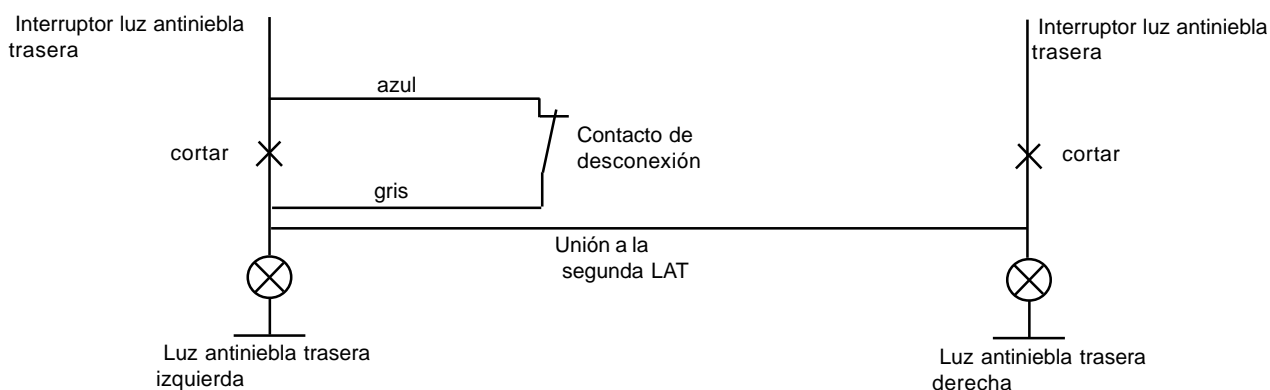 Interruptor luz antiniebla
trasera
Interruptor luz antiniebla
trasera
azul
cortar
Contacto de
desconexión
cortar
gris
Unión a la
segunda LAT
Luz antiniebla trasera
izquierda
Luz antiniebla trasera
derecha